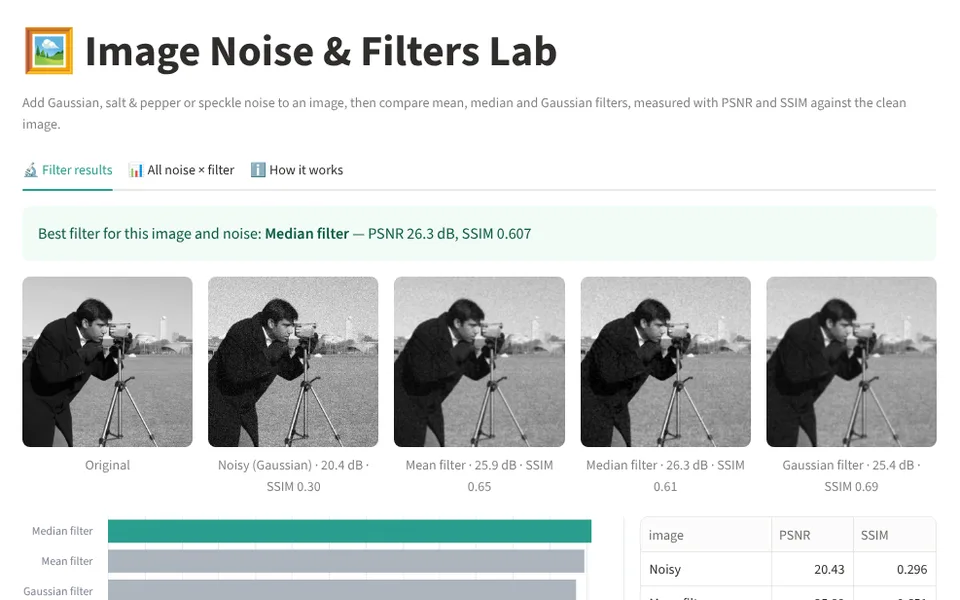 Image Noise & Filters Lab
Add Gaussian, salt & pepper or speckle noise to an image, then compare mean, median and Gaussian filters, measured with PSNR and SSIM against the clean
image.
Filter results
All noise × filter
How it works
Best filter for this image and noise: Median filter — PSNR 26.3 dB, SSIM 0.607
Original
Noisy (Gaussian) · 20.4 dB ·
SSIM 0.30
Mean filter · 25.9 dB · SSIM
0.65
Median filter · 26.3 dB · SSIM
0.61
Gaussian filter · 25.4 dB ·
SSIM 0.69
Median filter
Mean filter
Gaussian filter
image PSNR SSIM
Noisy 20.43 0.296